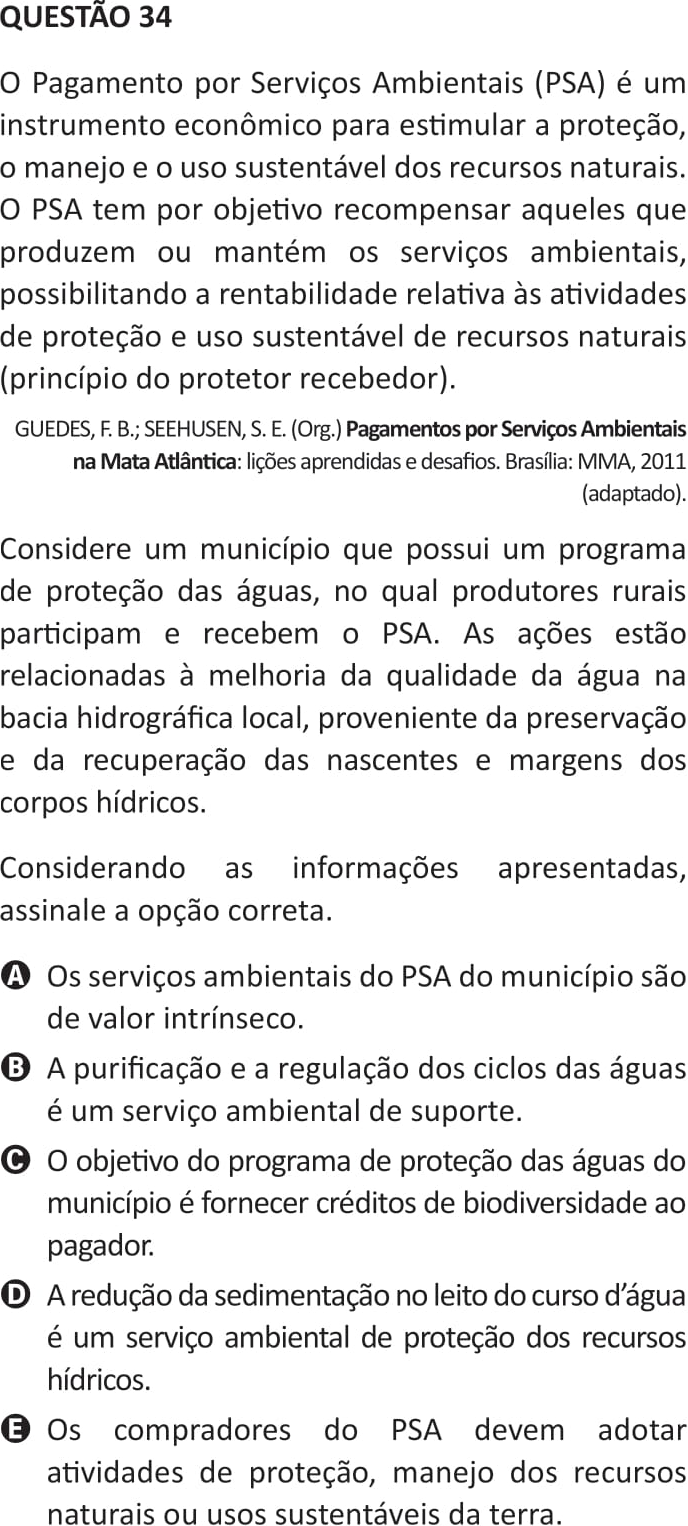 QUESTÃO 34
O Pagamento por Serviços Ambientais (PSA) é um
instrumento econômico para estimular a proteção,
o manejo e o uso sustentável dos recursos naturais.
O PSA tem por objetivo recompensar aqueles que
produzem ou mantém os serviços ambientais,
possibilitando a rentabilidade relativa às atividades
de proteção e uso sustentável de recursos naturais
(princípio do protetor recebedor).
GUEDES, F. B.; SEEHUSEN, S. E. (Org.) Pagamentos por Serviços Ambientais
na Mata Atlântica: lições aprendidas e desafios. Brasília: MMA, 2011
(adaptado).
Considere um município que possui um programa
de proteção das águas, no qual produtores rurais
participam e recebem o PSA. As ações estão
relacionadas à melhoria da qualidade da água na
bacia hidrográfica local, proveniente da preservação
e da recuperação das nascentes e margens dos
corpos hídricos.
Considerando as informações apresentadas,
assinale a opção correta.
A Os serviços ambientais do PSA do município são
de valor intrínseco.
B A purificação e a regulação dos ciclos das águas
é um serviço ambiental de suporte.
C O objetivo do programa de proteção das águas do
município é fornecer créditos de biodiversidade ao
pagador.
D A redução da sedimentação no leito do curso d’água
é um serviço ambiental de proteção dos recursos
hídricos.
E Os compradores do PSA devem adotar
atividades de proteção, manejo dos recursos
naturais ou usos sustentáveis da terra.